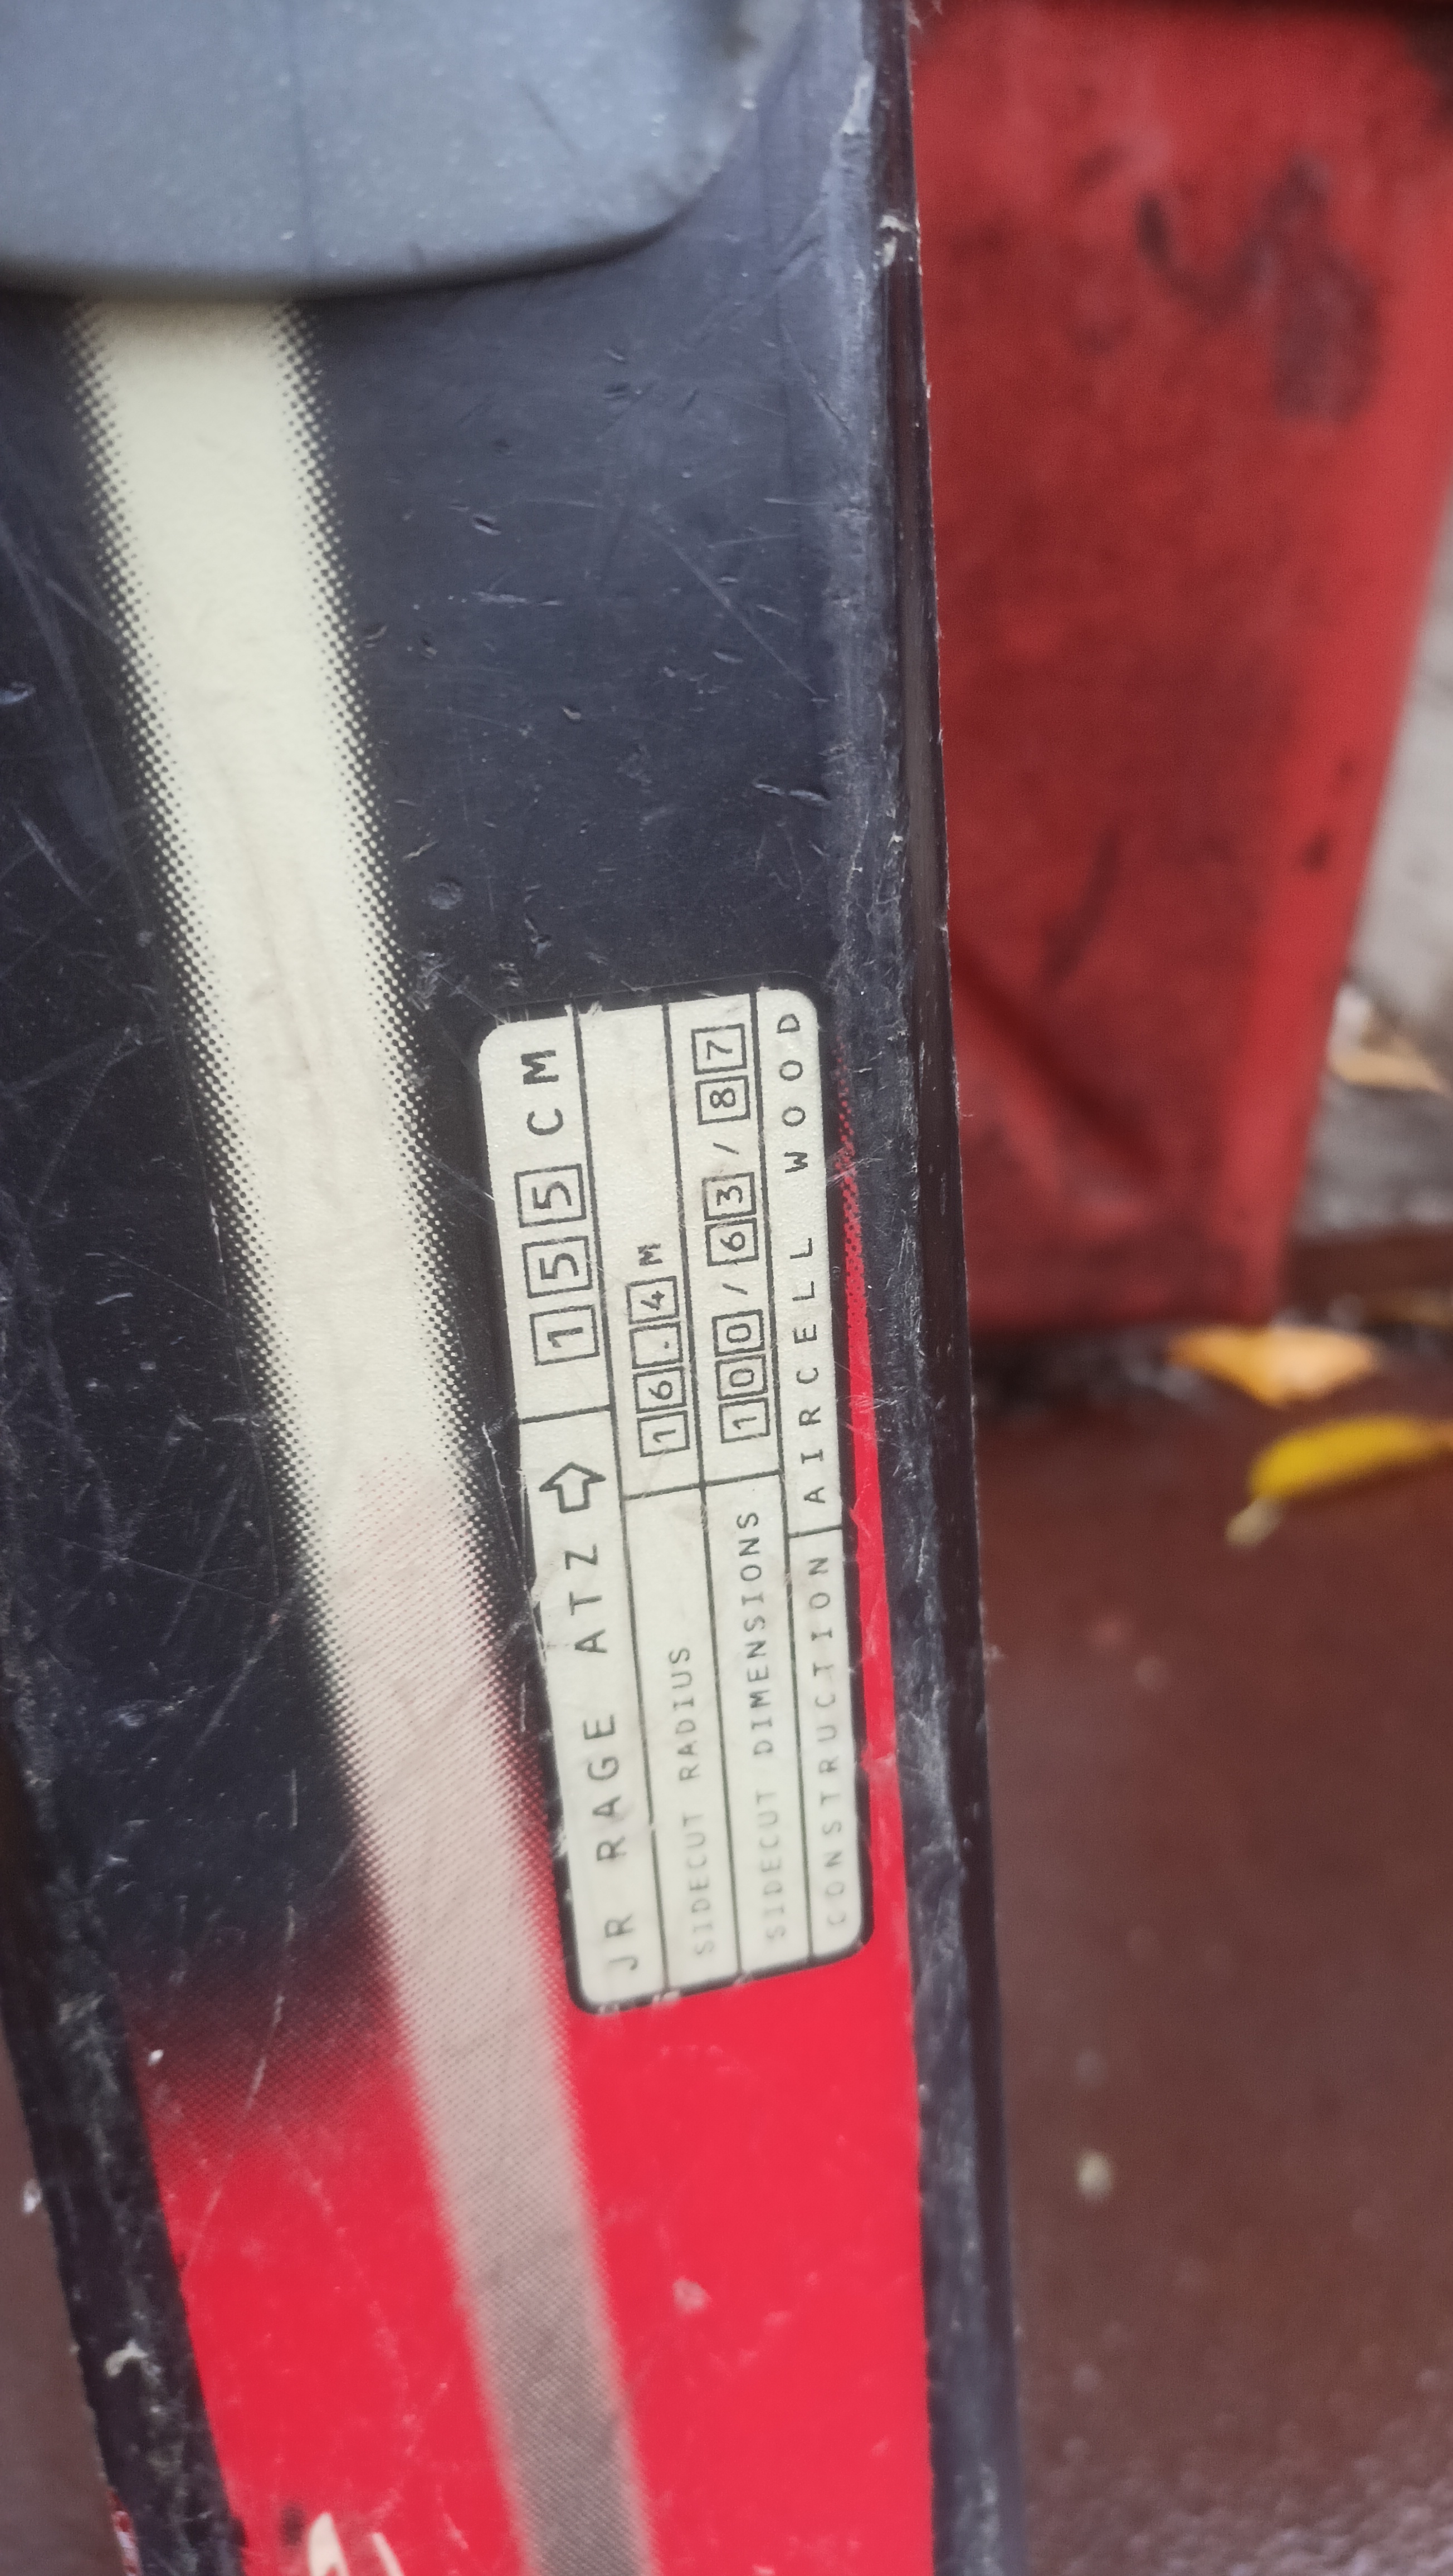 JR RAGE ATZ ⇨ 155 CM
SIDECUT RADIUS 16.4 M
SIDECUT DIMENSIONS 100/63/87
CONSTRUCTION AIRCELL WOOD